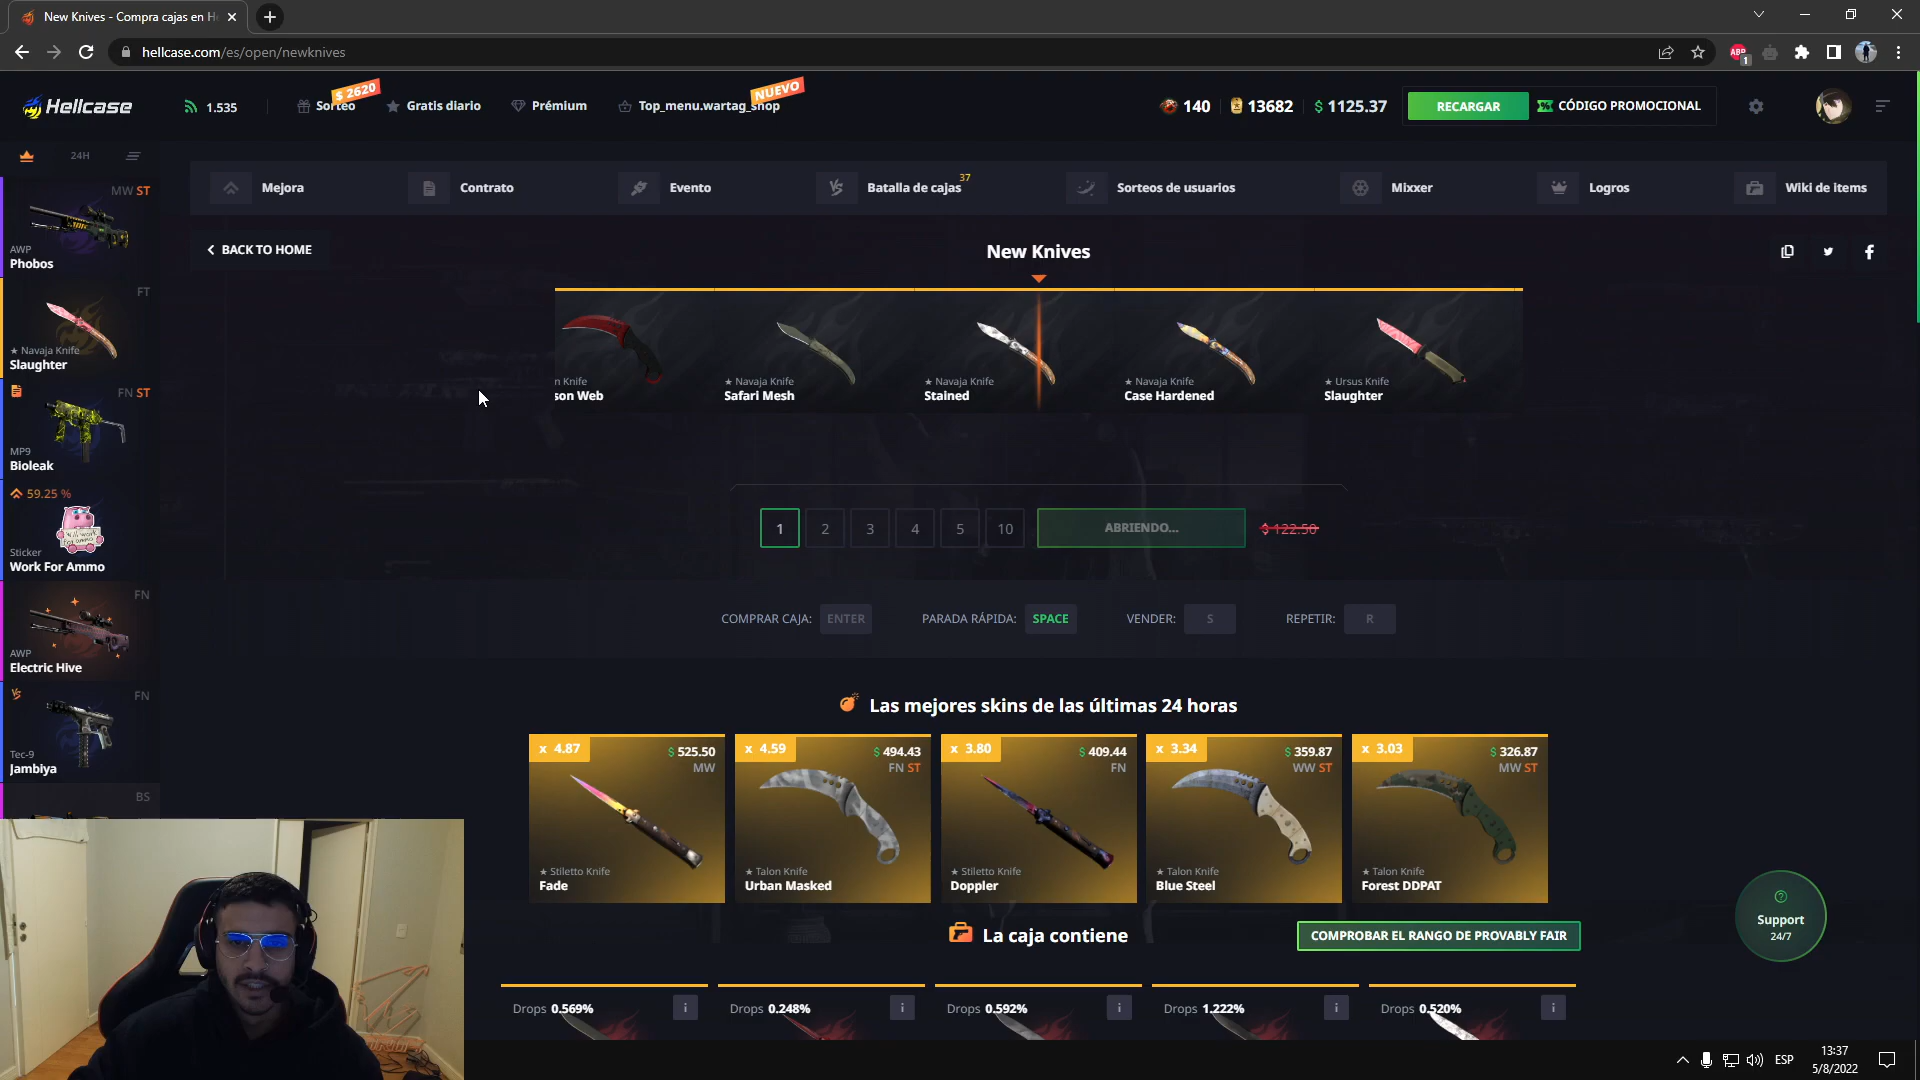 New Knives - Compra cajas en He
hellcase.com/es/open/newknives
ABP
1
Hellcase
1.535
Sorteo
$ 2620
Gratis diario
Prémium
Top_menu.wartag_shop
NUEVO
140
13682
$ 1125.37
RECARGAR
CÓDIGO PROMOCIONAL
24H
Mejora
Contrato
Evento
Batalla de cajas
37
Sorteos de usuarios
Mixxer
Logros
Wiki de items
MW ST
AWP
Phobos
FT
★ Navaja Knife
Slaughter
FN ST
MP9
Bioleak
59.25 %
Sticker
Work For Ammo
FN
AWP
Electric Hive
FN
Tec-9
Jambiya
BS
BACK TO HOME
New Knives
n Knife
son Web
★ Navaja Knife
Safari Mesh
★ Navaja Knife
Stained
★ Navaja Knife
Case Hardened
★ Ursus Knife
Slaughter
1
2
3
4
5
10
ABRIENDO...
$ 122.50
COMPRAR CAJA: ENTER
PARADA RÁPIDA: SPACE
VENDER: S
REPETIR: R
Las mejores skins de las últimas 24 horas
x 4.87
$ 525.50
MW
★ Stiletto Knife
Fade
x 4.59
$ 494.43
FN ST
★ Talon Knife
Urban Masked
x 3.80
$ 409.44
FN
★ Stiletto Knife
Doppler
x 3.34
$ 359.87
WW ST
★ Talon Knife
Blue Steel
x 3.03
$ 326.87
MW ST
★ Talon Knife
Forest DDPAT
La caja contiene
COMPROBAR EL RANGO DE PROVABLY FAIR
Support
24/7
Drops 0.569%
i
Drops 0.248%
i
Drops 0.592%
i
Drops 1.222%
i
Drops 0.520%
i
ESP
13:37
5/8/2022